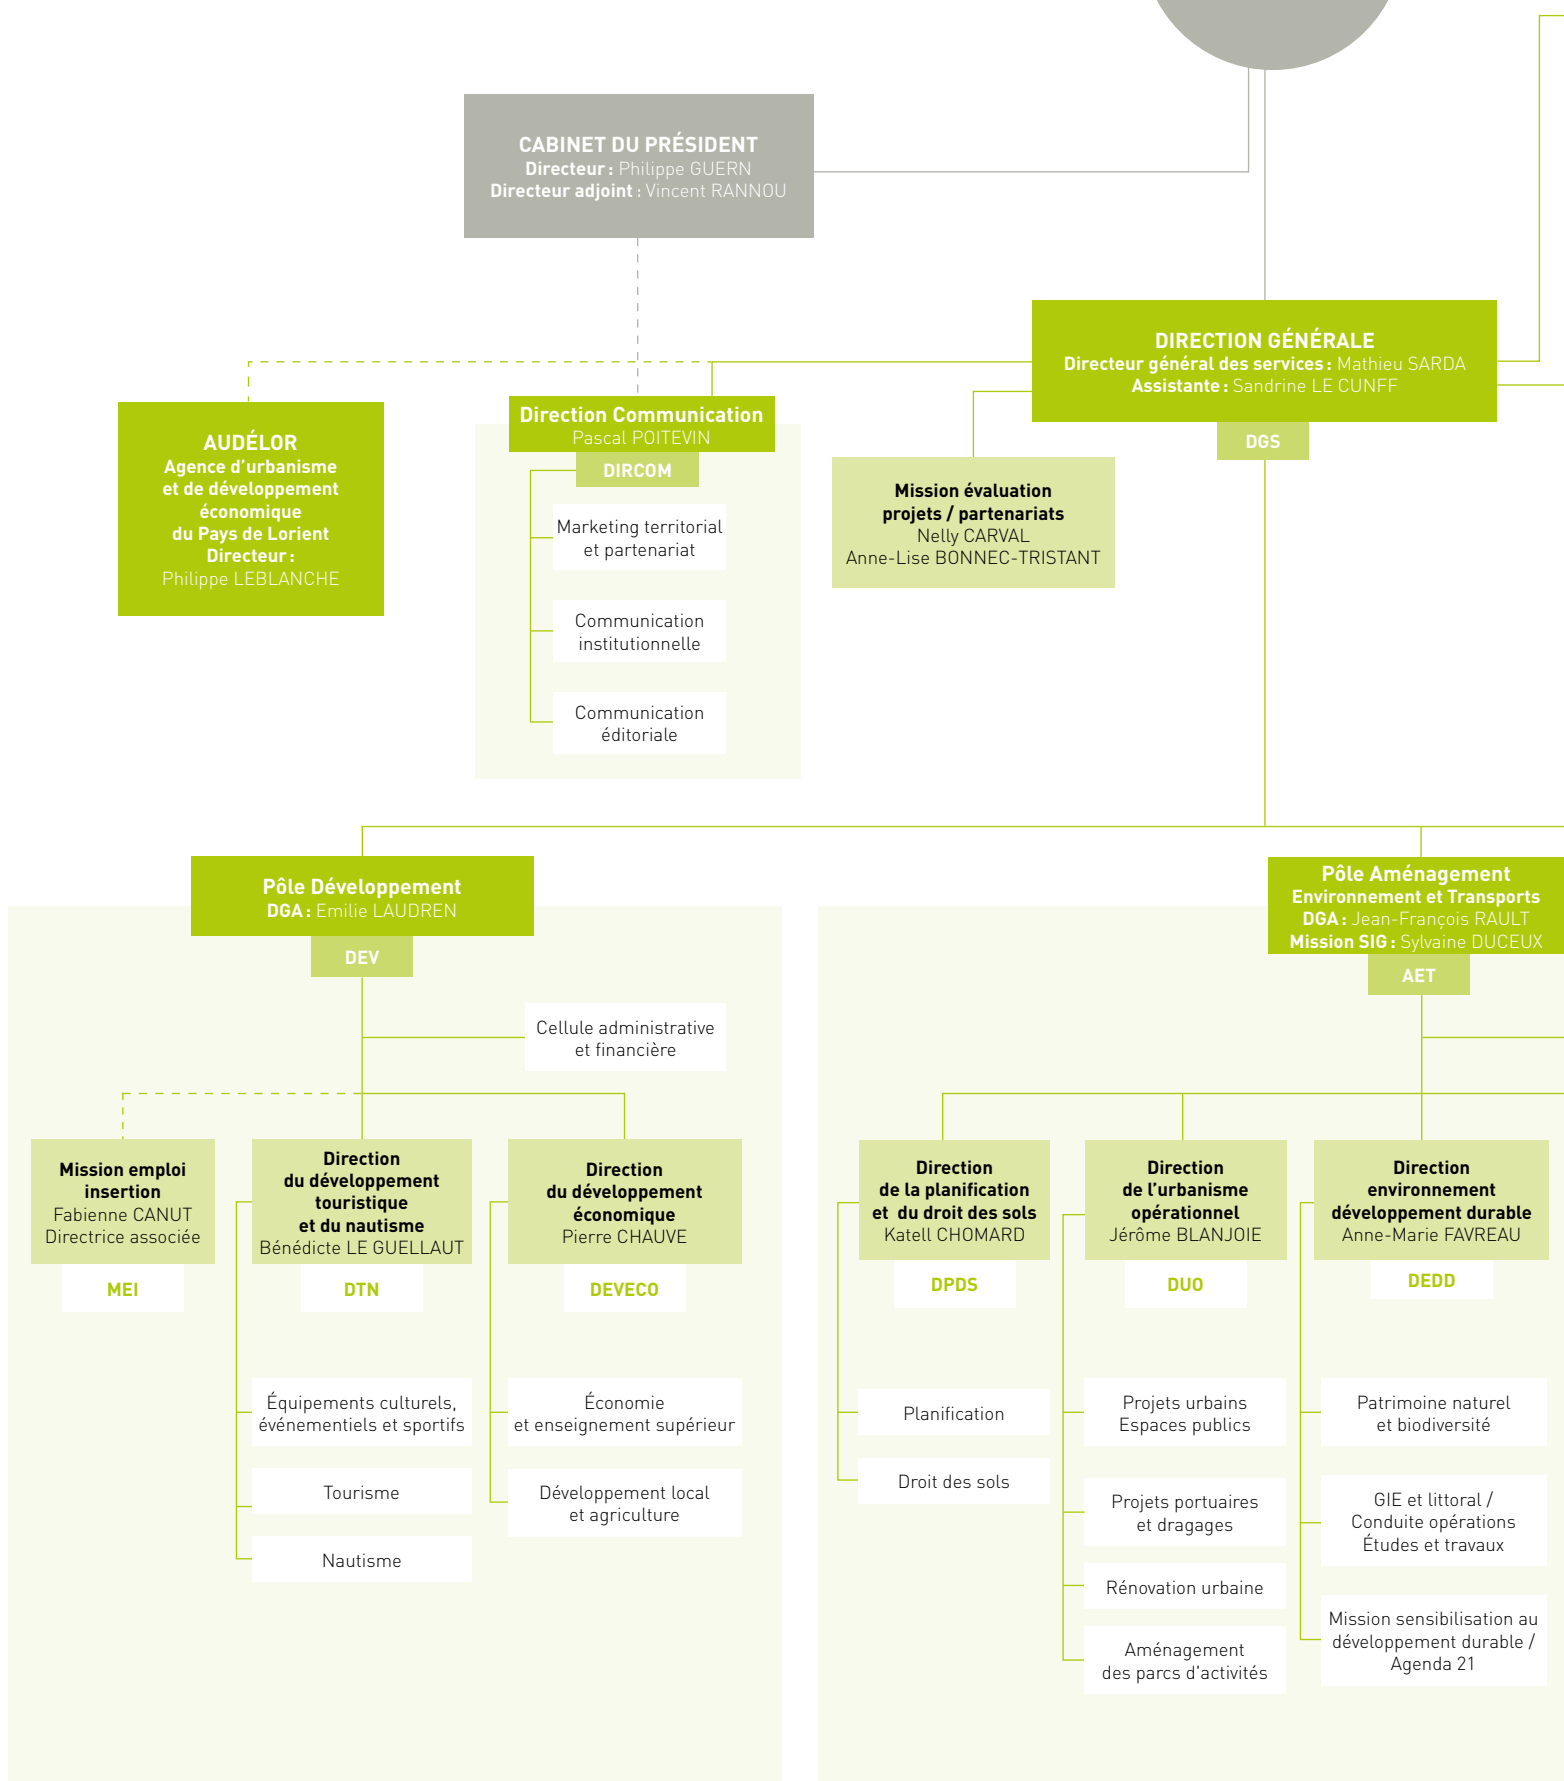 CABINET DU PRÉSIDENT
Directeur : Philippe GUERN
Directeur adjoint : Vincent RANNOU
DIRECTION GÉNÉRALE
Directeur général des services : Mathieu SARDA
Assistante : Sandrine LE CUNFF
DGS
AUDÉLOR
Agence d'urbanisme
et de développement
économique
du Pays de Lorient
Directeur :
Philippe LEBLANCHE
Direction Communication
Pascal POITEVIN
DIRCOM
Marketing territorial
et partenariat
Communication
institutionnelle
Communication
éditoriale
Mission évaluation
projets / partenariats
Nelly CARVAL
Anne-Lise BONNEC-TRISTANT
Pôle Développement
DGA : Emilie LAUDREN
DEV
Cellule administrative
et financière
Mission emploi
insertion
Fabienne CANUT
Directrice associée
MEI
Direction
du développement
touristique
et du nautisme
Bénédicte LE GUELLAUT
DTN
Équipements culturels,
événementiels et sportifs
Tourisme
Nautisme
Direction
du développement
économique
Pierre CHAUVE
DEVECO
Économie
et enseignement supérieur
Développement local
et agriculture
Pôle Aménagement
Environnement et Transports
DGA : Jean-François RAULT
Mission SIG : Sylvaine DUCEUX
AET
Direction
de la planification
et du droit des sols
Katell CHOMARD
DPDS
Planification
Droit des sols
Direction
de l'urbanisme
opérationnel
Jérôme BLANJOIE
DUO
Projets urbains
Espaces publics
Projets portuaires
et dragages
Rénovation urbaine
Aménagement
des parcs d'activités
Direction
environnement
développement durable
Anne-Marie FAVREAU
DEDD
Patrimoine naturel
et biodiversité
GIE et littoral /
Conduite opérations
Études et travaux
Mission sensibilisation au
développement durable /
Agenda 21